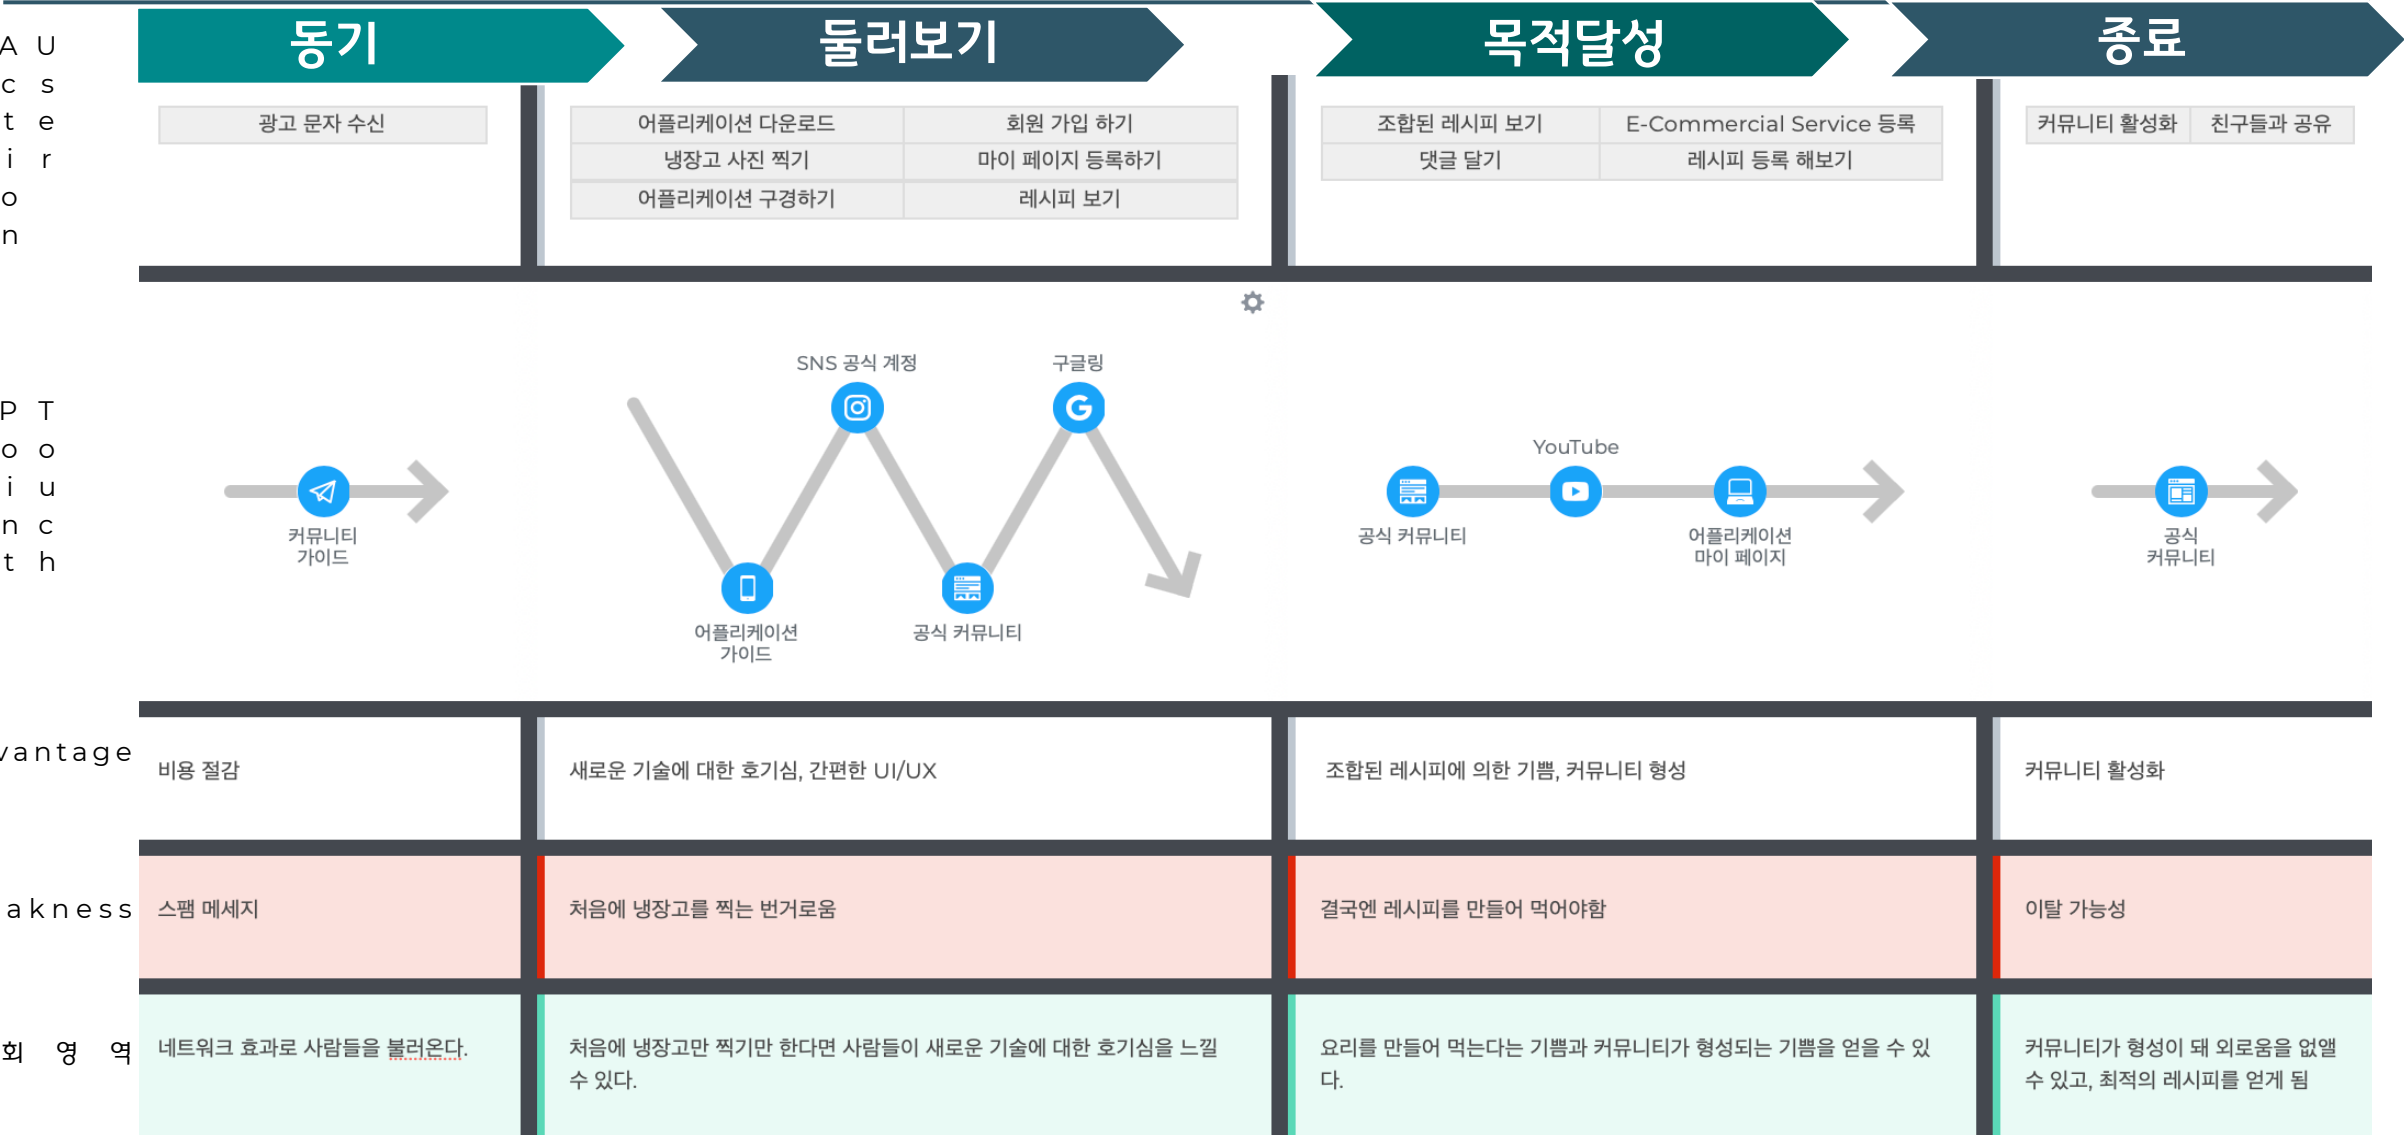 동기
둘러보기
목적달성
종료
User
Action
광고 문자 수신
어플리케이션 다운로드 회원 가입 하기
냉장고 사진 찍기 마이 페이지 등록하기
어플리케이션 구경하기 레시피 보기
조합된 레시피 보기 E-Commercial Service 등록
댓글 달기 레시피 등록 해보기
커뮤니티 활성화 친구들과 공유
Touch
Point
커뮤니티
가이드
SNS 공식 계정
구글링
어플리케이션
가이드
공식 커뮤니티
YouTube
공식 커뮤니티
어플리케이션
마이 페이지
공식
커뮤니티
vantage
비용 절감
새로운 기술에 대한 호기심, 간편한 UI/UX
조합된 레시피에 의한 기쁨, 커뮤니티 형성
커뮤니티 활성화
akness
스팸 메세지
처음에 냉장고를 찍는 번거로움
결국엔 레시피를 만들어 먹어야함
이탈 가능성
회 영 역
네트워크 효과로 사람들을 불러온다.
처음에 냉장고만 찍기만 한다면 사람들이 새로운 기술에 대한 호기심을 느낄
수 있다.
요리를 만들어 먹는다는 기쁨과 커뮤니티가 형성되는 기쁨을 얻을 수 있
다.
커뮤니티가 형성이 돼 외로움을 없앨
수 있고, 최적의 레시피를 얻게 됨